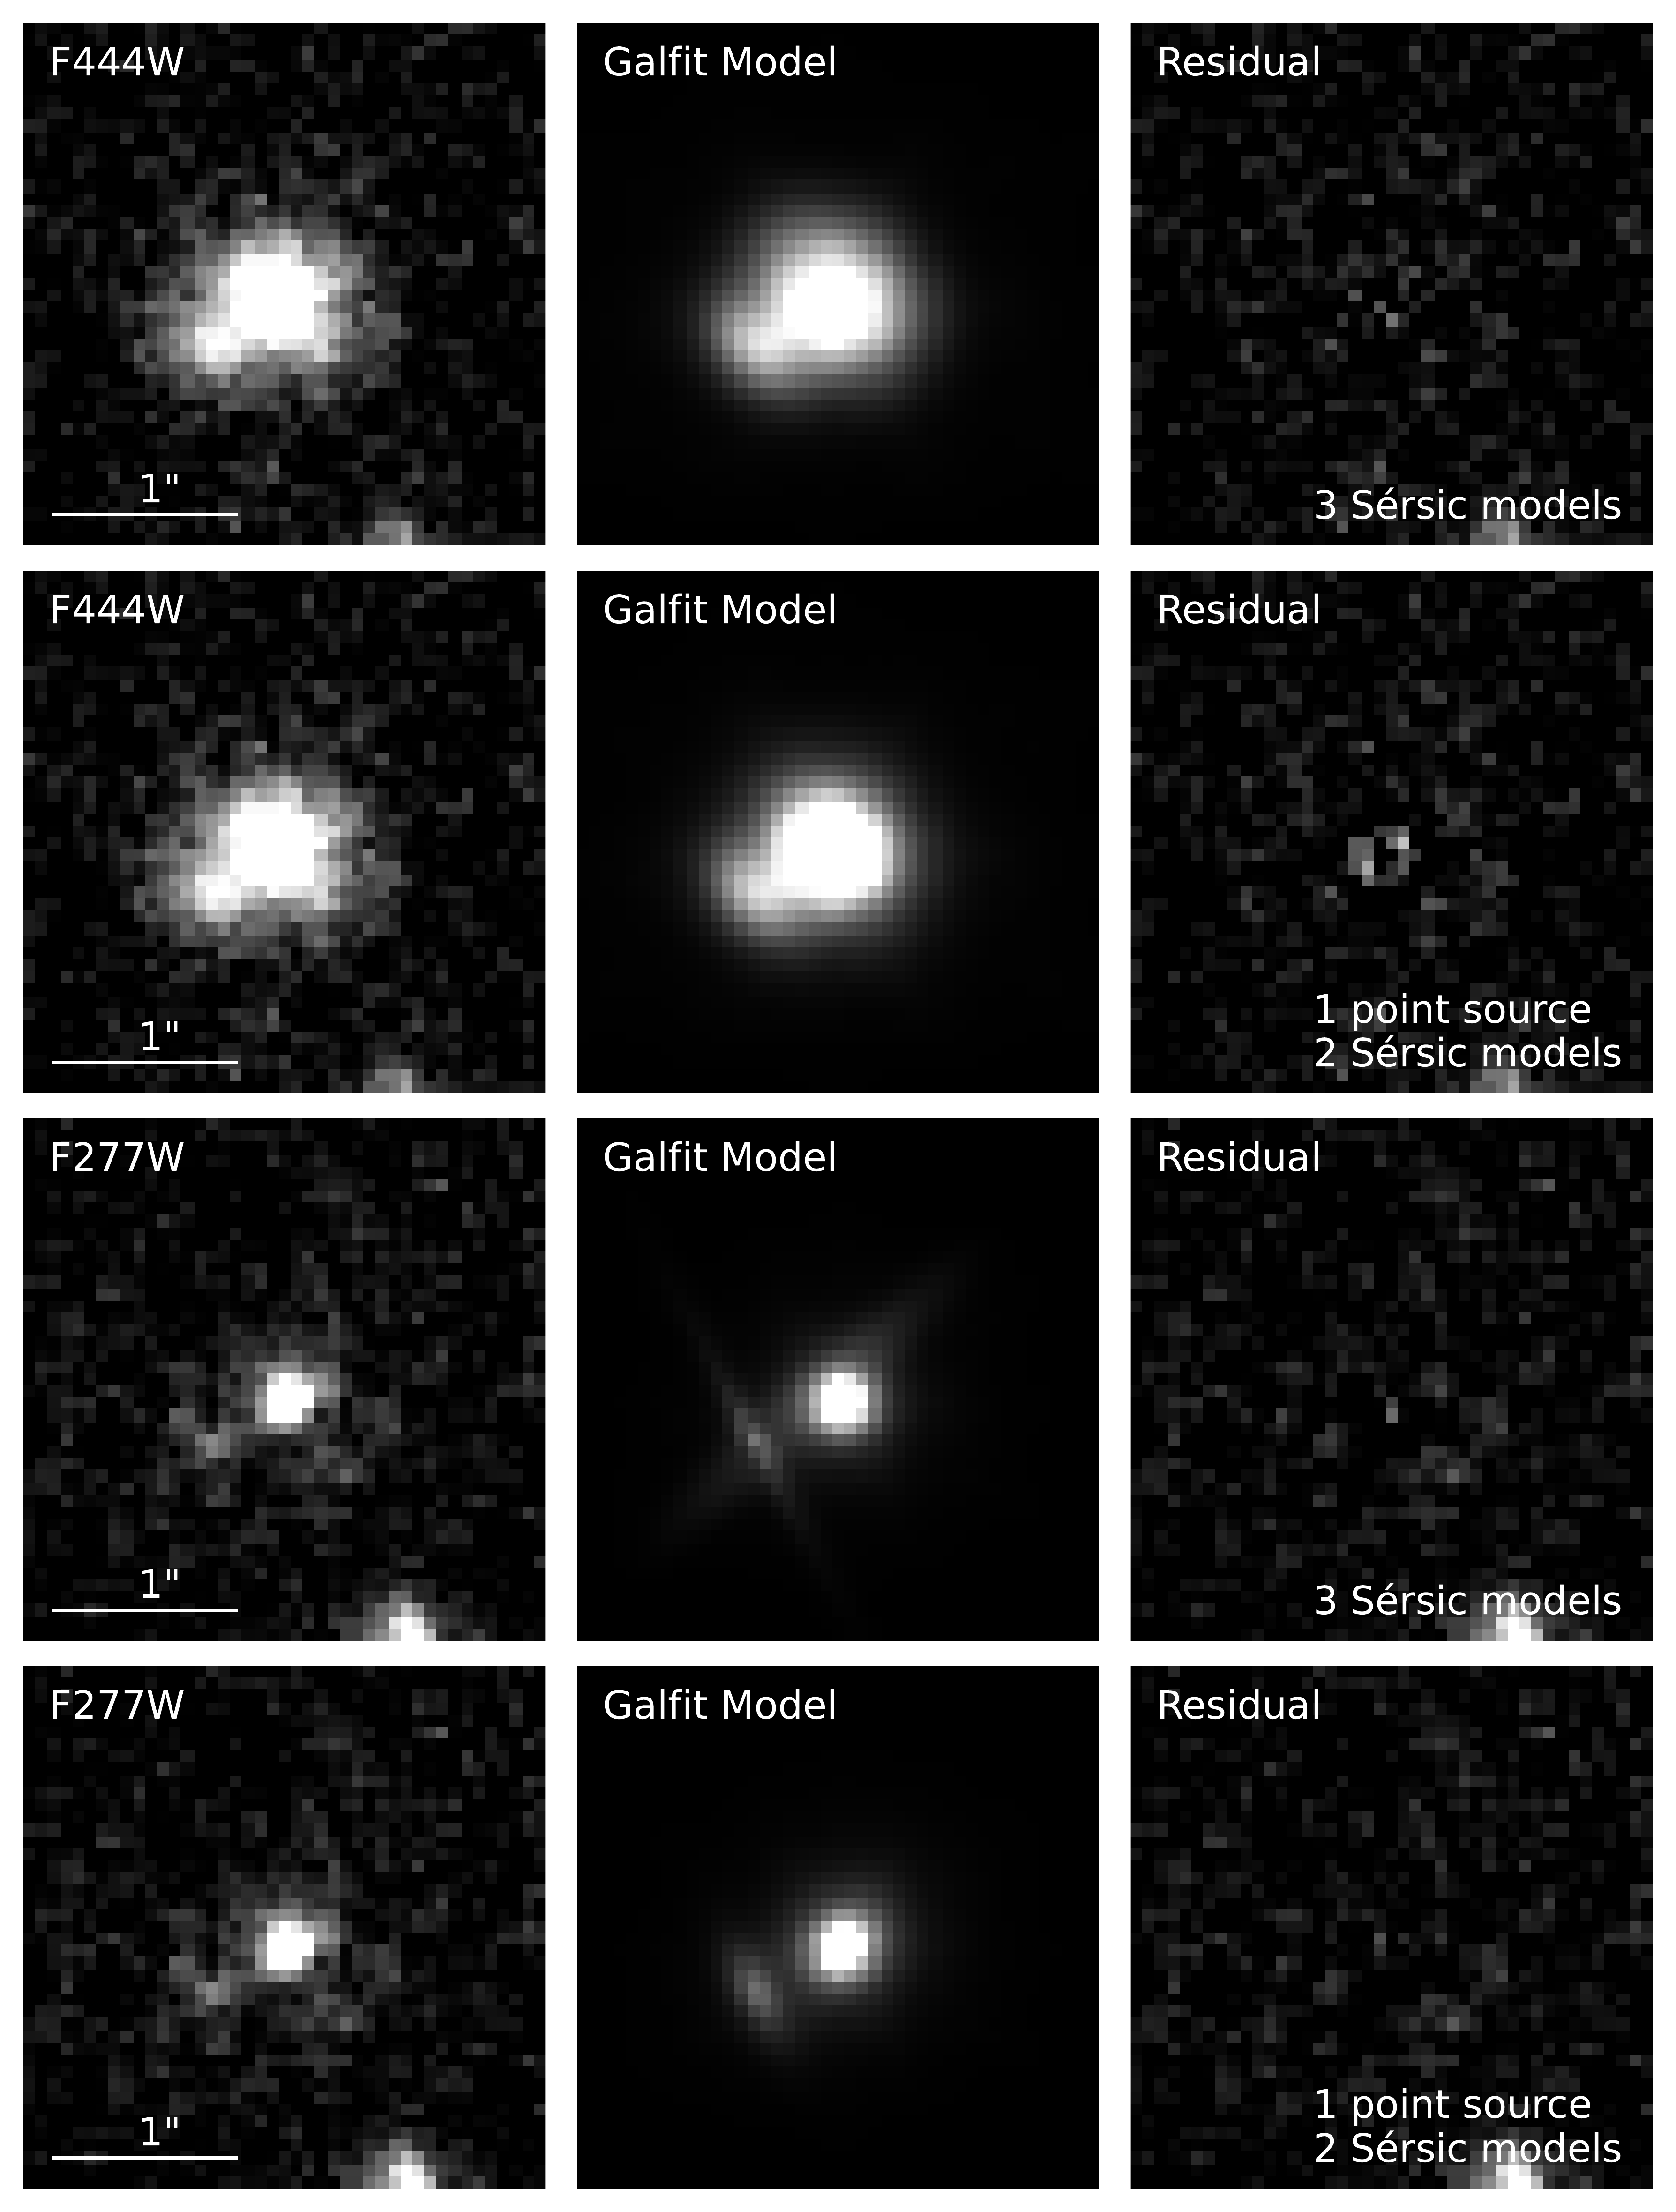 F444W
Galfit Model
Residual
1"
3 Sérsic models
F444W
Galfit Model
Residual
1"
1 point source
2 Sérsic models
F277W
Galfit Model
Residual
1"
3 Sérsic models
F277W
Galfit Model
Residual
1"
1 point source
2 Sérsic models